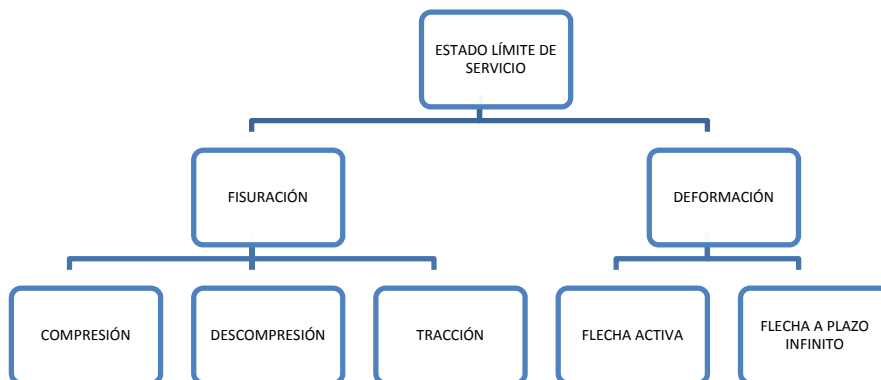 ESTADO LÍMITE DE
SERVICIO
FISURACIÓN
DEFORMACIÓN
COMPRESIÓN
DESCOMPRESIÓN
TRACCIÓN
FLECHA ACTIVA
FLECHA A PLAZO
INFINITO